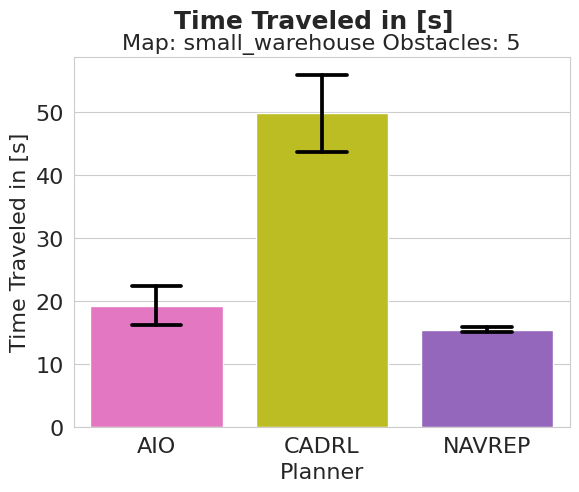 Time Traveled in [s]
Map: small_warehouse Obstacles: 5
Time Traveled in [s]
50
40
30
20
10
0
AIO CADRL NAVREP
Planner